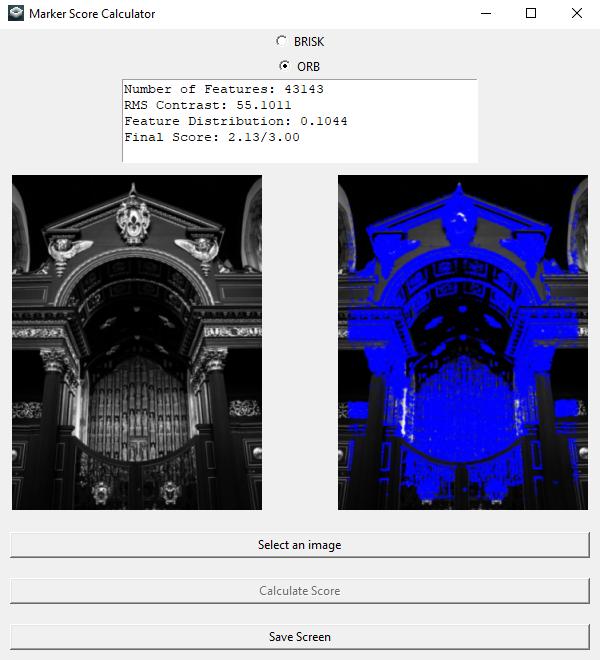 Marker Score Calculator
BRISK
ORB
Number of Features: 43143
RMS Contrast: 55.1011
Feature Distribution: 0.1044
Final Score: 2.13/3.00
Select an image
Calculate Score
Save Screen